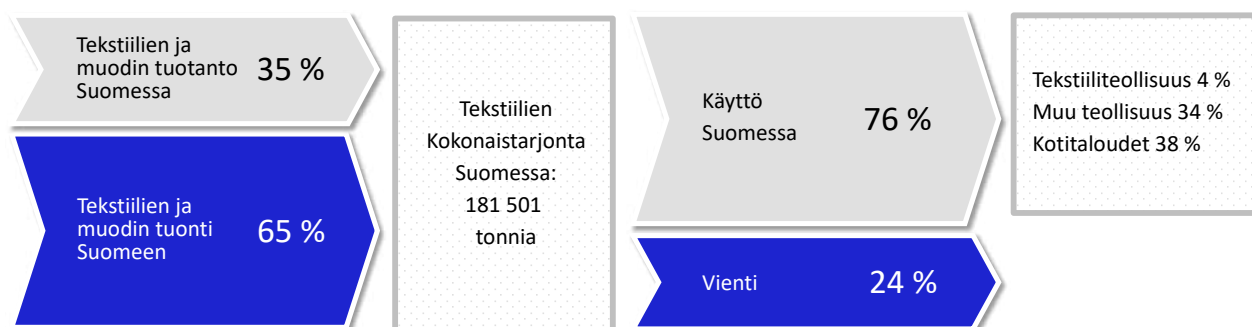 Tekstiilien ja
muodin tuotanto
Suomessa
35 %
Tekstiilien ja
muodin tuonti
Suomeen
65 %
Tekstiilien
Kokonaistarjonta
Suomessa:
181 501
tonnia
Käyttö
Suomessa
76 %
Vienti
24 %
Tekstiiliteollisuus 4 %
Muu teollisuus 34 %
Kotitaloudet 38 %